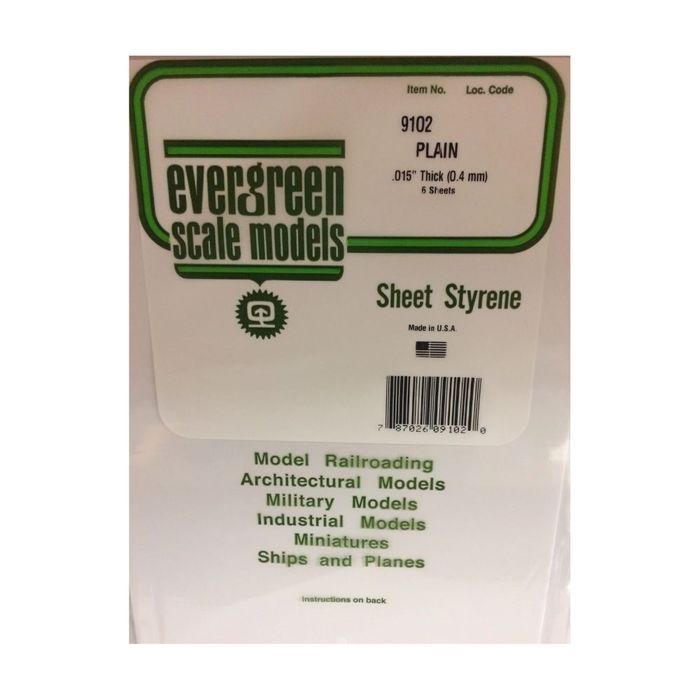 Item No. Loc. Code
9102
PLAIN
.015" Thick (0.4 mm)
6 Sheets
evergreen
scale models
Sheet Styrene
Made in U.S.A.
7 87026 09102 0
Model Railroading
Architectural Models
Military Models
Industrial Models
Miniatures
Ships and Planes
Instructions on back